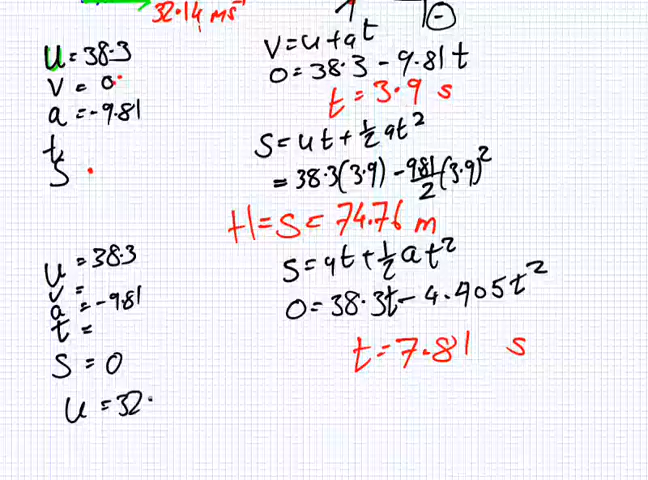 32.14 ms⁻¹
u = 38.3
v = 0
a = -9.81
t
S
v = u + at
0 = 38.3 - 9.81t
t = 3.9 s
S = ut + ½at²
= 38.3(3.9) - 9.81/2 (3.9)²
H = S = 74.76 m
u = 38.3
v =
a = -9.81
t =
S = 0
S = ut + ½at²
0 = 38.3t - 4.905t²
t = 7.81 s
u = 32.